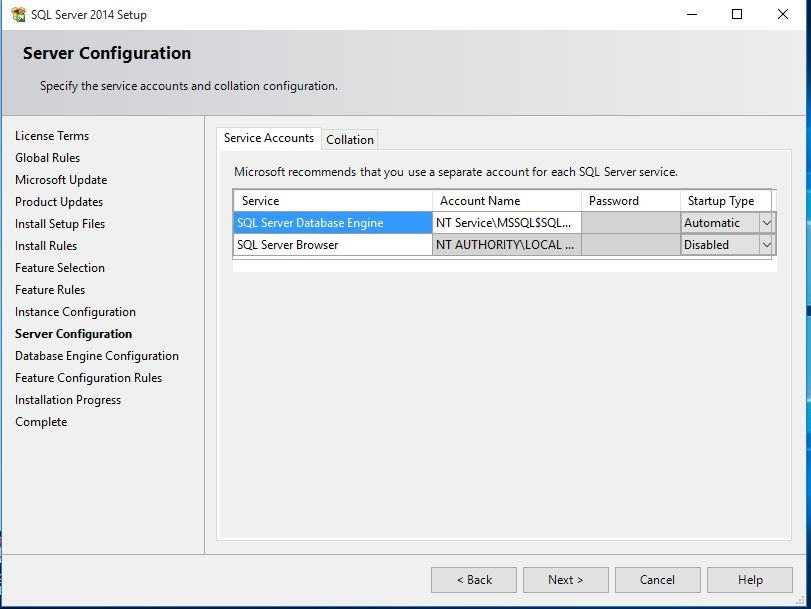 SQL Server 2014 Setup
Server Configuration
Specify the service accounts and collation configuration.
License Terms
Global Rules
Microsoft Update
Product Updates
Install Setup Files
Install Rules
Feature Selection
Feature Rules
Instance Configuration
Server Configuration
Database Engine Configuration
Feature Configuration Rules
Installation Progress
Complete
Service Accounts Collation
Microsoft recommends that you use a separate account for each SQL Server service.
Service Account Name Password Startup Type
SQL Server Database Engine NT Service\MSSQL$SQL... Automatic
SQL Server Browser NT AUTHORITY\LOCAL ... Disabled
< Back Next > Cancel Help